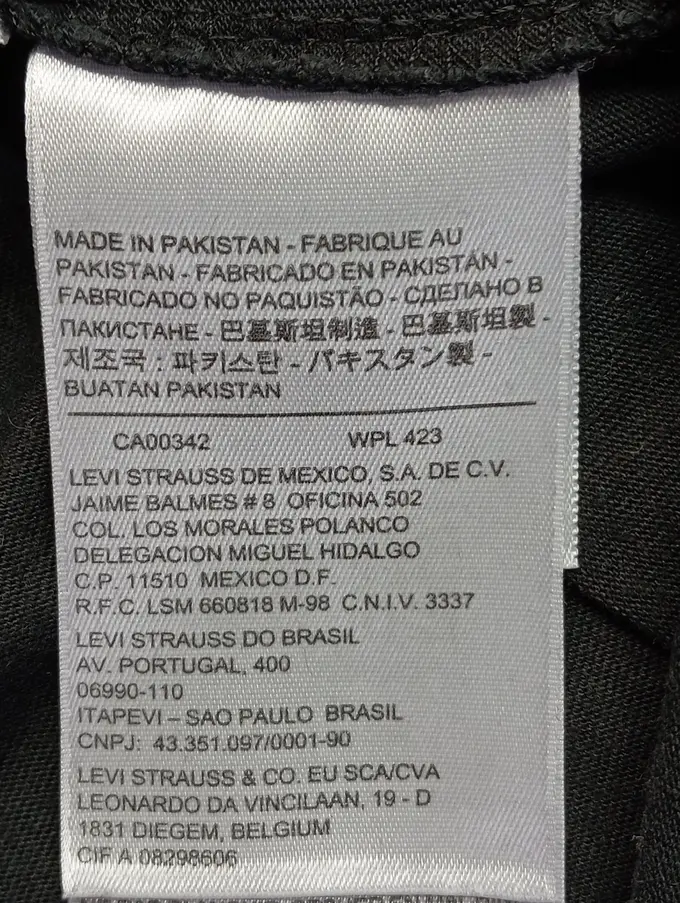 MADE IN PAKISTAN - FABRIQUE AU
PAKISTAN - FABRICADO EN PAKISTÁN -
FABRICADO NO PAQUISTÃO - СДЕЛАНО В
ПАКИСТАНЕ - 巴基斯坦制造 - 巴基斯坦製 -
제조국 : 파키스탄 - パキスタン製 -
BUATAN PAKISTAN
CA00342 WPL 423
LEVI STRAUSS DE MEXICO, S.A. DE C.V.
JAIME BALMES # 8 OFICINA 502
COL. LOS MORALES POLANCO
DELEGACION MIGUEL HIDALGO
C.P. 11510 MEXICO D.F.
R.F.C. LSM 660818 M-98 C.N.I.V. 3337
LEVI STRAUSS DO BRASIL
AV. PORTUGAL, 400
06990-110
ITAPEVI – SAO PAULO BRASIL
CNPJ: 43.351.097/0001-90
LEVI STRAUSS & CO. EU SCA/CVA
LEONARDO DA VINCILAAN, 19 - D
1831 DIEGEM, BELGIUM
CIF A 08298606